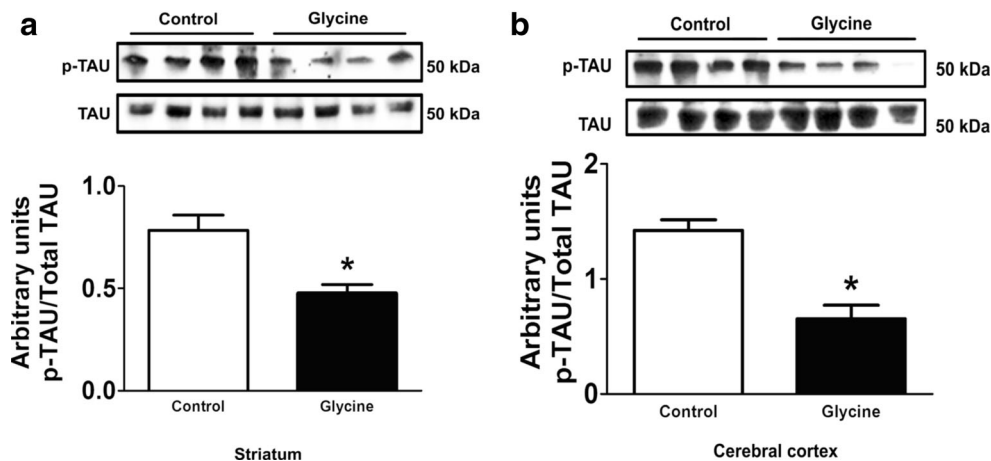 a
Control Glycine
p-TAU 50 kDa
TAU 50 kDa
Arbitrary units
p-TAU/Total TAU
1.0
0.5
0.0
*
Control Glycine
Striatum
b
Control Glycine
p-TAU 50 kDa
TAU 50 kDa
Arbitrary units
p-TAU/Total TAU
2
1
0
*
Control Glycine
Cerebral cortex